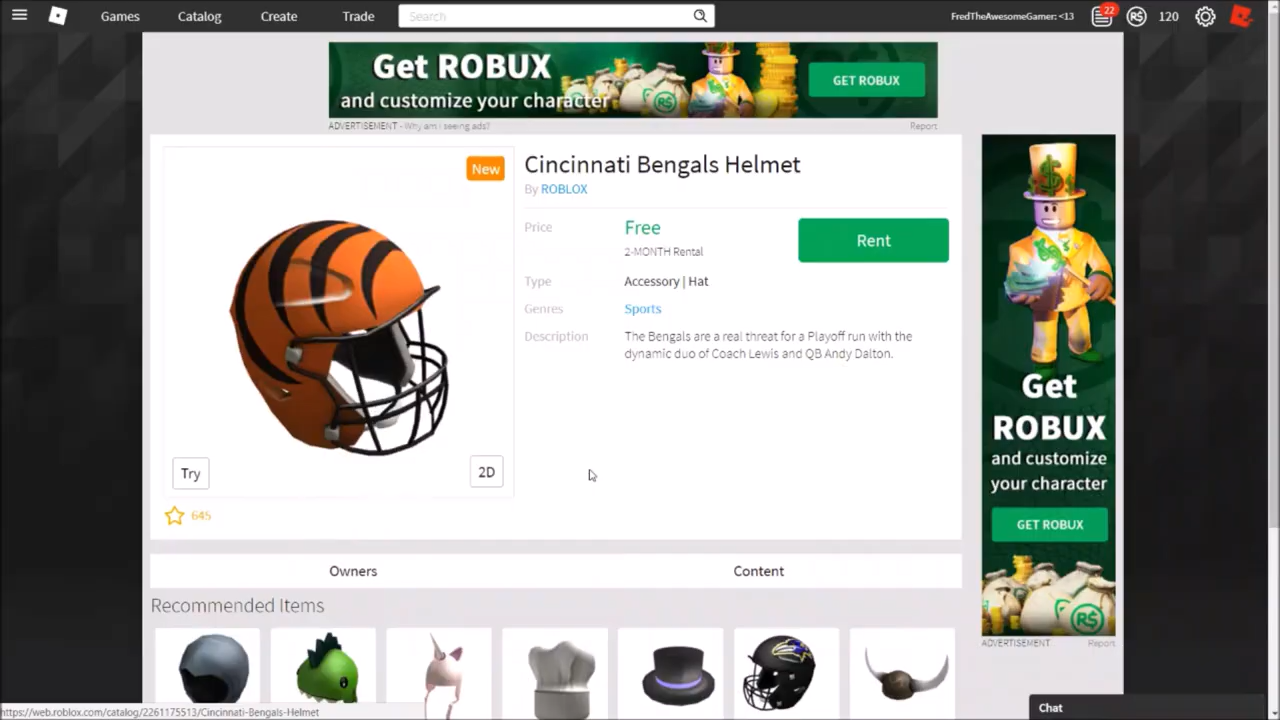 Games Catalog Create Trade Search FredTheAwesomeGamer: <13 22 R$ 120
Get ROBUX
and customize your character
GET ROBUX
ADVERTISEMENT - Why am I seeing ads? Report
New
Cincinnati Bengals Helmet
By ROBLOX
Price Free Rent
2-MONTH Rental
Type Accessory | Hat
Genres Sports
Description The Bengals are a real threat for a Playoff run with the
dynamic duo of Coach Lewis and QB Andy Dalton.
Try 2D
645
Get
ROBUX
and customize
your character
GET ROBUX
R$
ADVERTISEMENT Report
Owners Content
Recommended Items
https://web.roblox.com/catalog/2261175513/Cincinnati-Bengals-Helmet
Chat